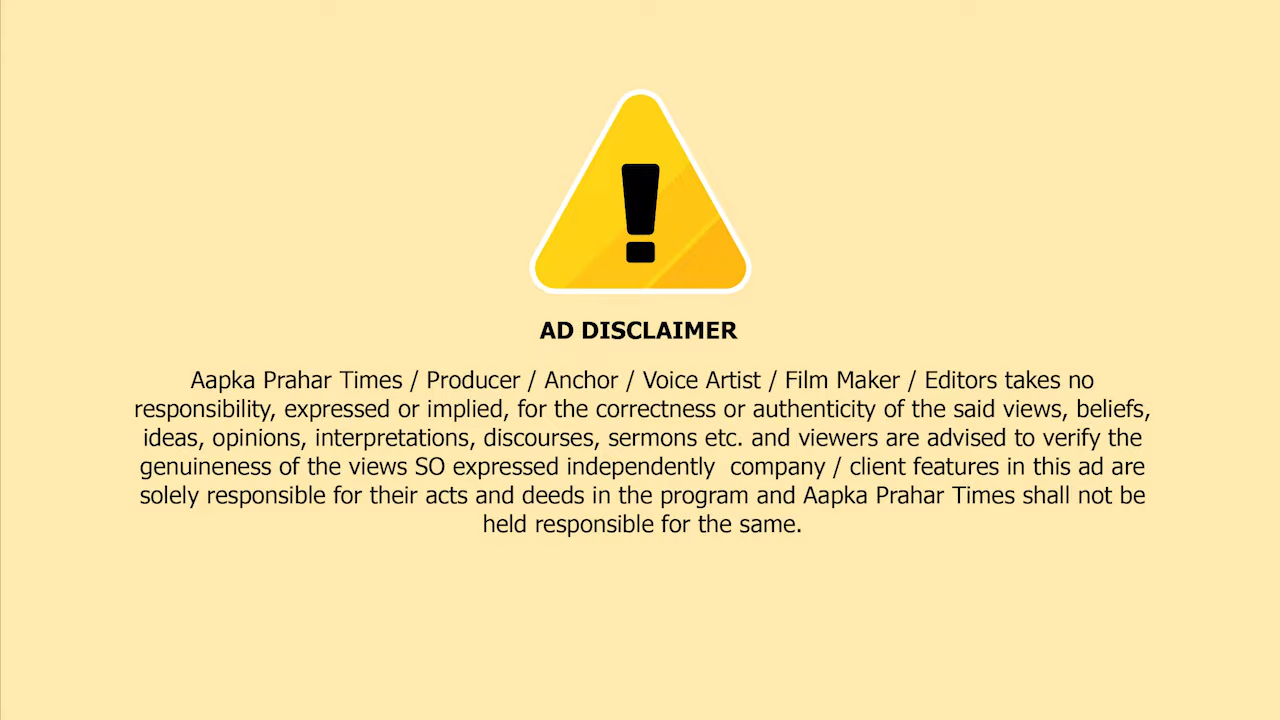 AD DISCLAIMER
Aapka Prahar Times / Producer / Anchor / Voice Artist / Film Maker / Editors takes no
responsibility, expressed or implied, for the correctness or authenticity of the said views, beliefs,
ideas, opinions, interpretations, discourses, sermons etc. and viewers are advised to verify the
genuineness of the views SO expressed independently  company / client features in this ad are
solely responsible for their acts and deeds in the program and Aapka Prahar Times shall not be
held responsible for the same.